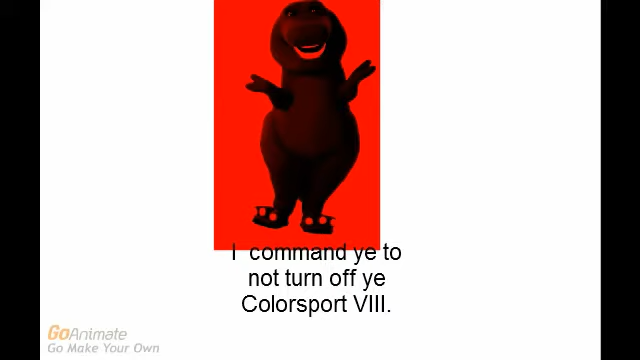 I  command ye to
not turn off ye
Colorsport VIII.
GoAnimate
Go Make Your Own